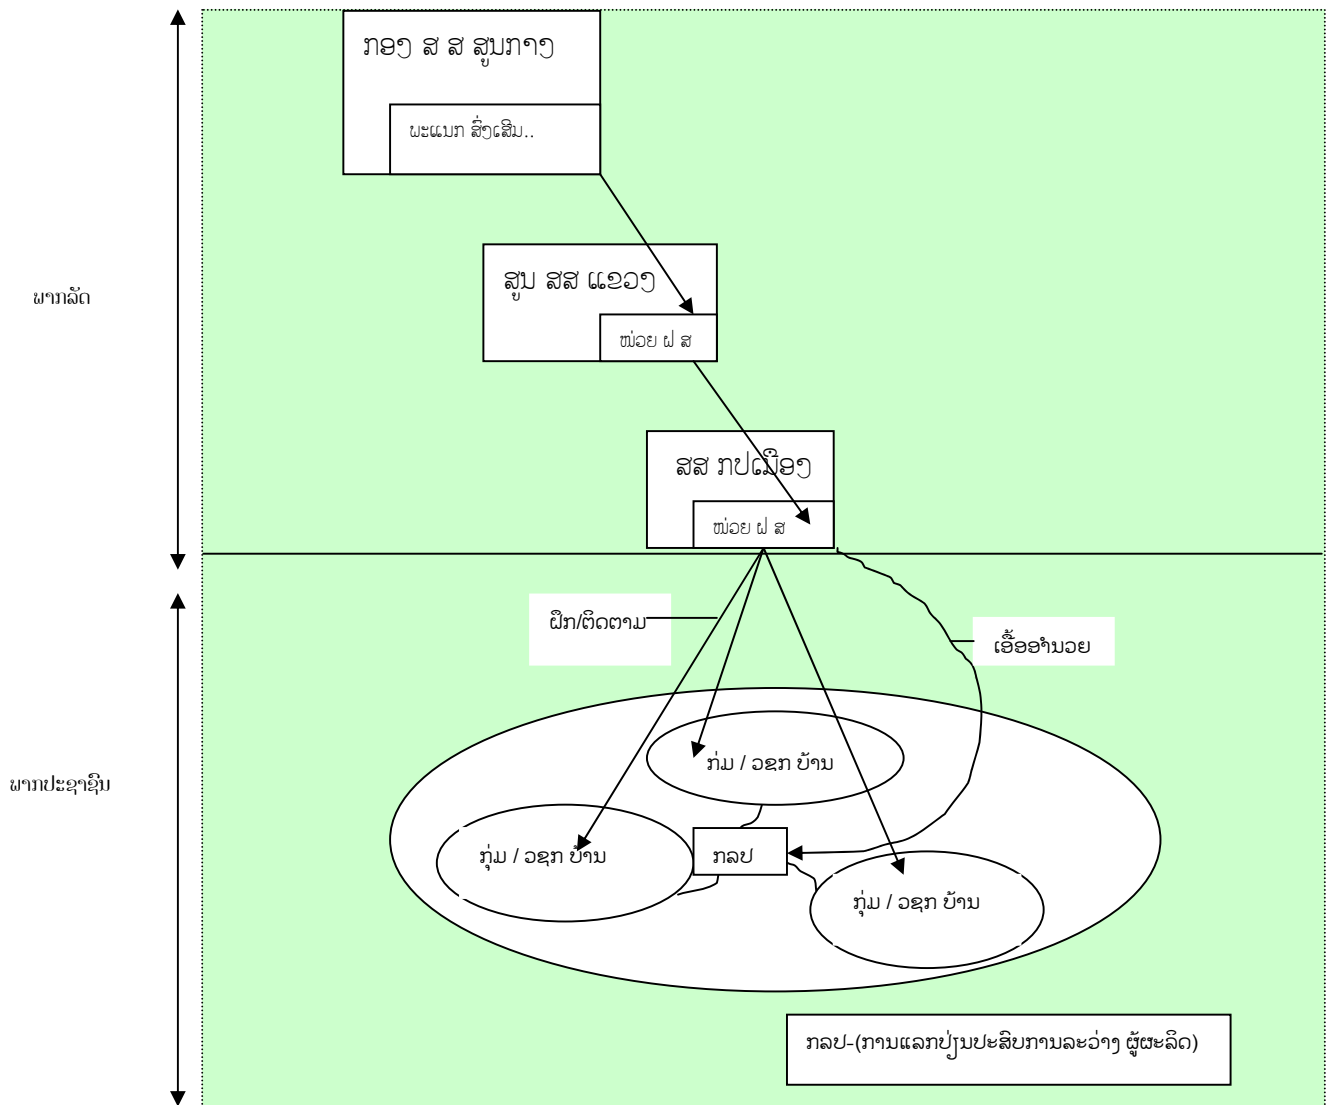 ກອງ ສ ສ ສູນກາງ
ພະແນກ ສົ່ງເສີມ..
ສູນ ສສ ແຂວງ
ພາກລັດ
ໜ່ວຍ ຝ ສ
ສສ ກປເມືອງ
ໜ່ວຍ ຝ ສ
ຝຶກ/ຕິດຕາມ
ເອື້ອອຳນວຍ
ກ່ມ / ວຊກ ບ້ານ
ພາກປະຊາຊົນ
ກຸ່ມ / ວຊກ ບ້ານ
ກລປ
ກຸ່ມ / ວຊກ ບ້ານ
ກລປ-(ການແລກປ່ຽນປະສົບການລະວ່າງ ຜູ້ຜະລິດ)